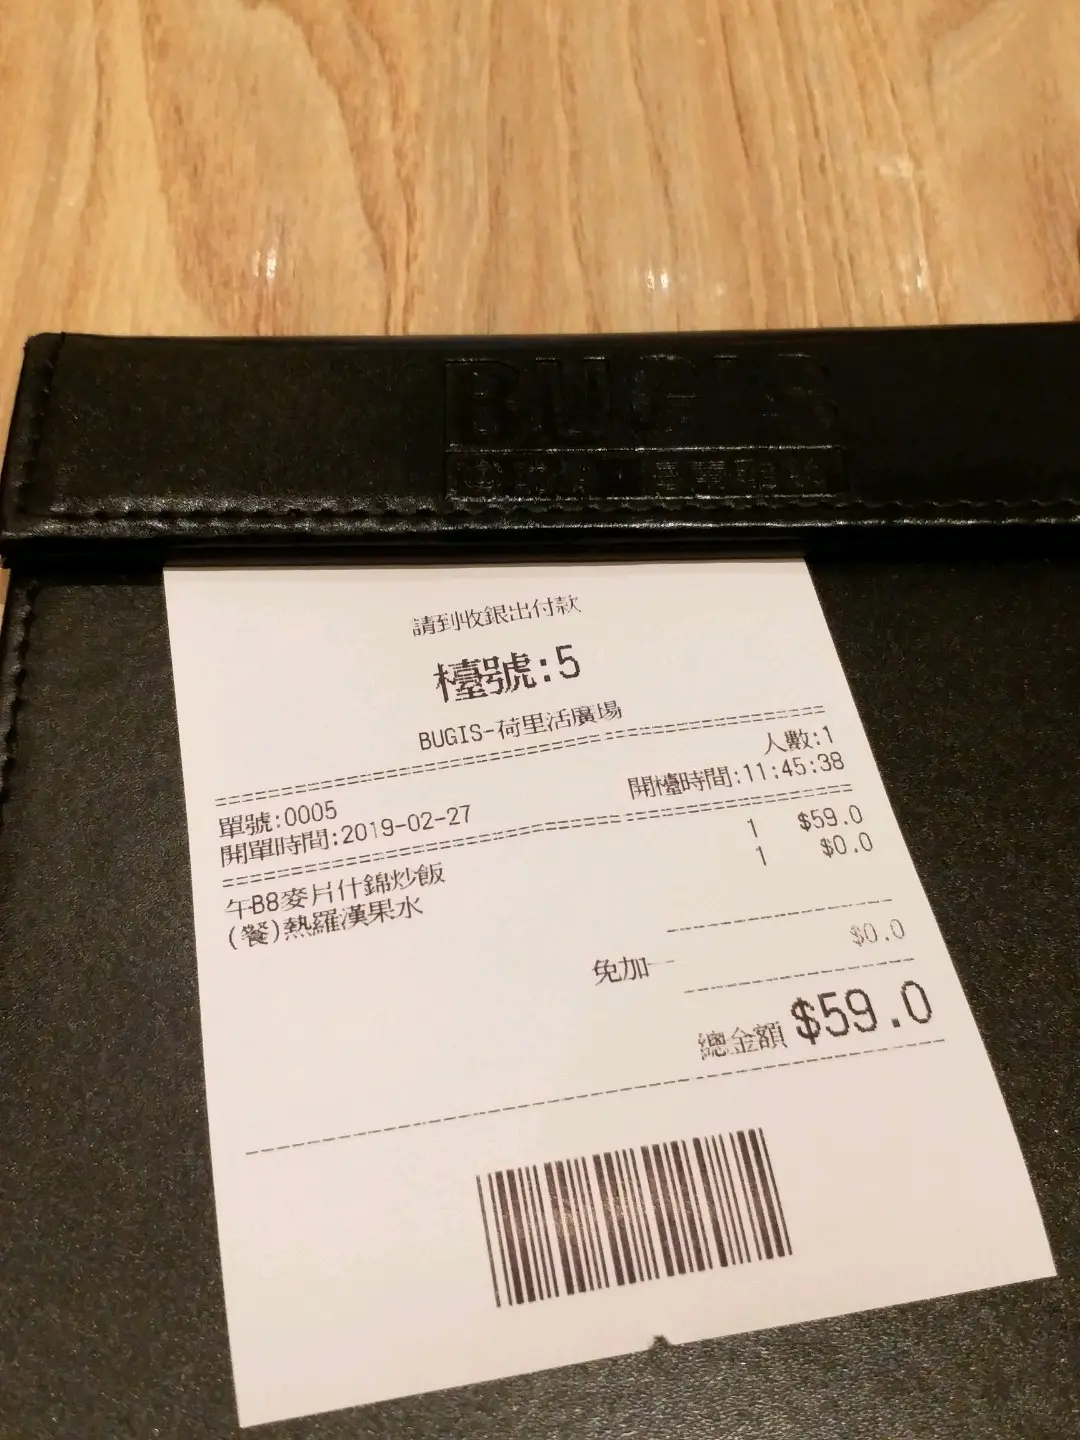 BUGIS
請到收銀出付款
檯號:5
BUGIS-荷里活廣場
人數:1
單號:0005
開檯時間:11:45:38
開單時間:2019-02-27
午B8麥片什錦炒飯 1 $59.0
(餐)熱羅漢果水 1 $0.0
免加一 $0.0
總金額 $59.0